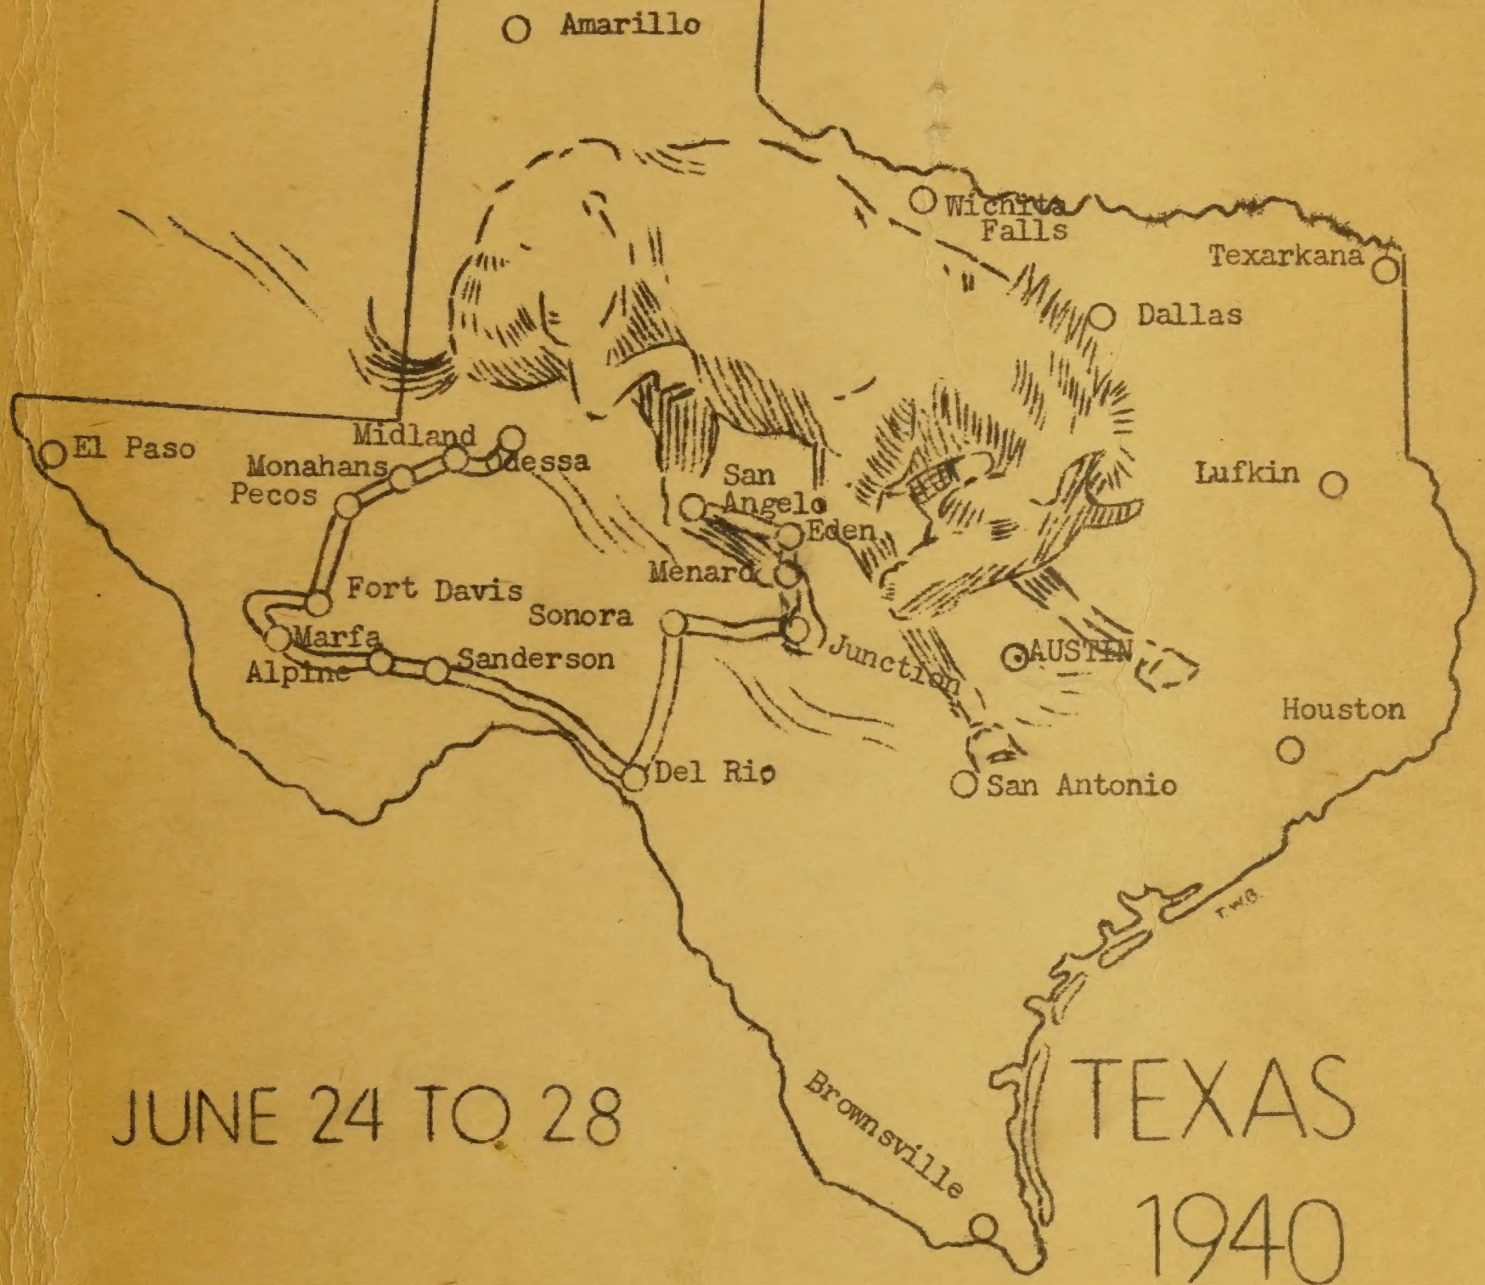 Amarillo
Wichita
Falls
Texarkana
Dallas
El Paso
Midland
Odessa
Monahans
Pecos
San
Angelo
Lufkin
Eden
Menard
Fort Davis
Sonora
Marfa
Alpine
Sanderson
Junction
AUSTIN
Houston
Del Rio
San Antonio
T.W.B.
Brownsville
JUNE 24 TO 28
TEXAS
1940